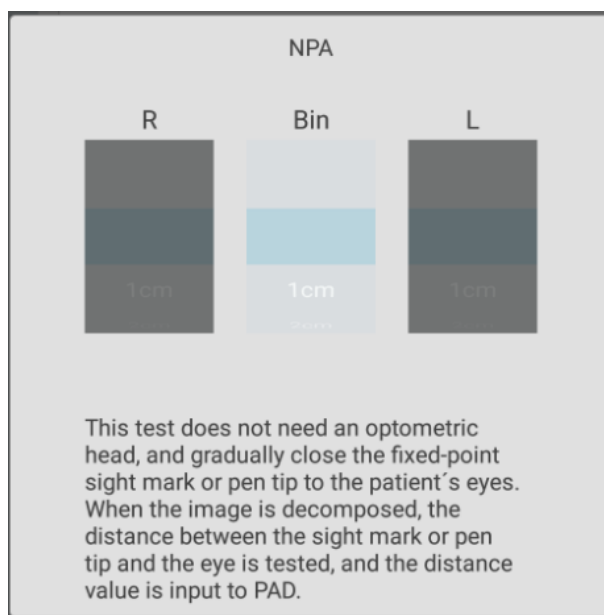 NPA
R Bin L
1cm 1cm 1cm
This test does not need an optometric
head, and gradually close the fixed-point
sight mark or pen tip to the patient´s eyes.
When the image is decomposed, the
distance between the sight mark or pen
tip and the eye is tested, and the distance
value is input to PAD.